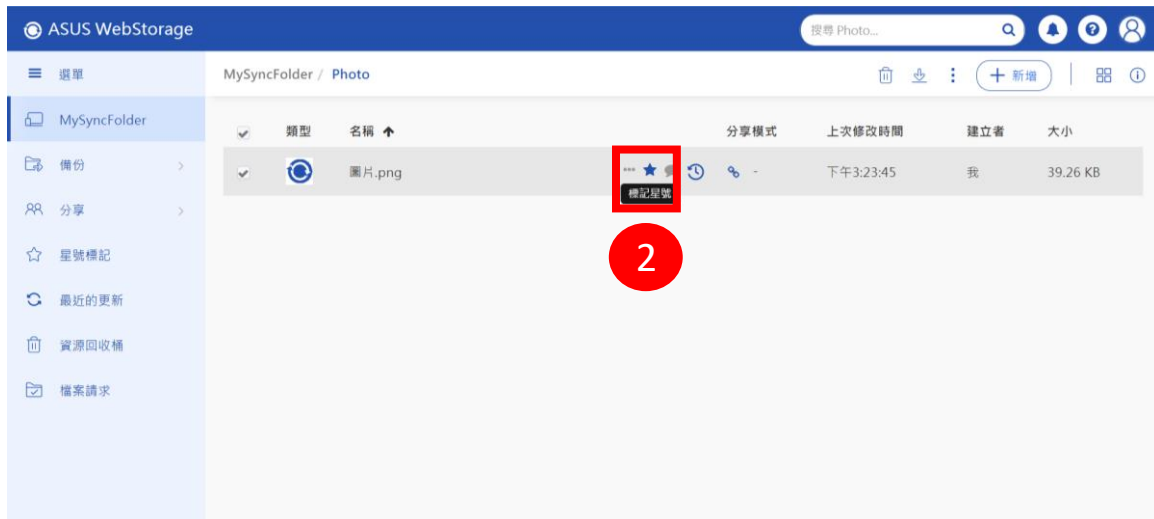 ASUS WebStorage
搜尋 Photo...
選單
MySyncFolder / Photo
新增
MySyncFolder
類型 名稱 分享模式 上次修改時間 建立者 大小
備份
圖片.png - 下午3:23:45 我 39.26 KB
標記星號
分享
2
星號標記
最近的更新
資源回收桶
檔案請求